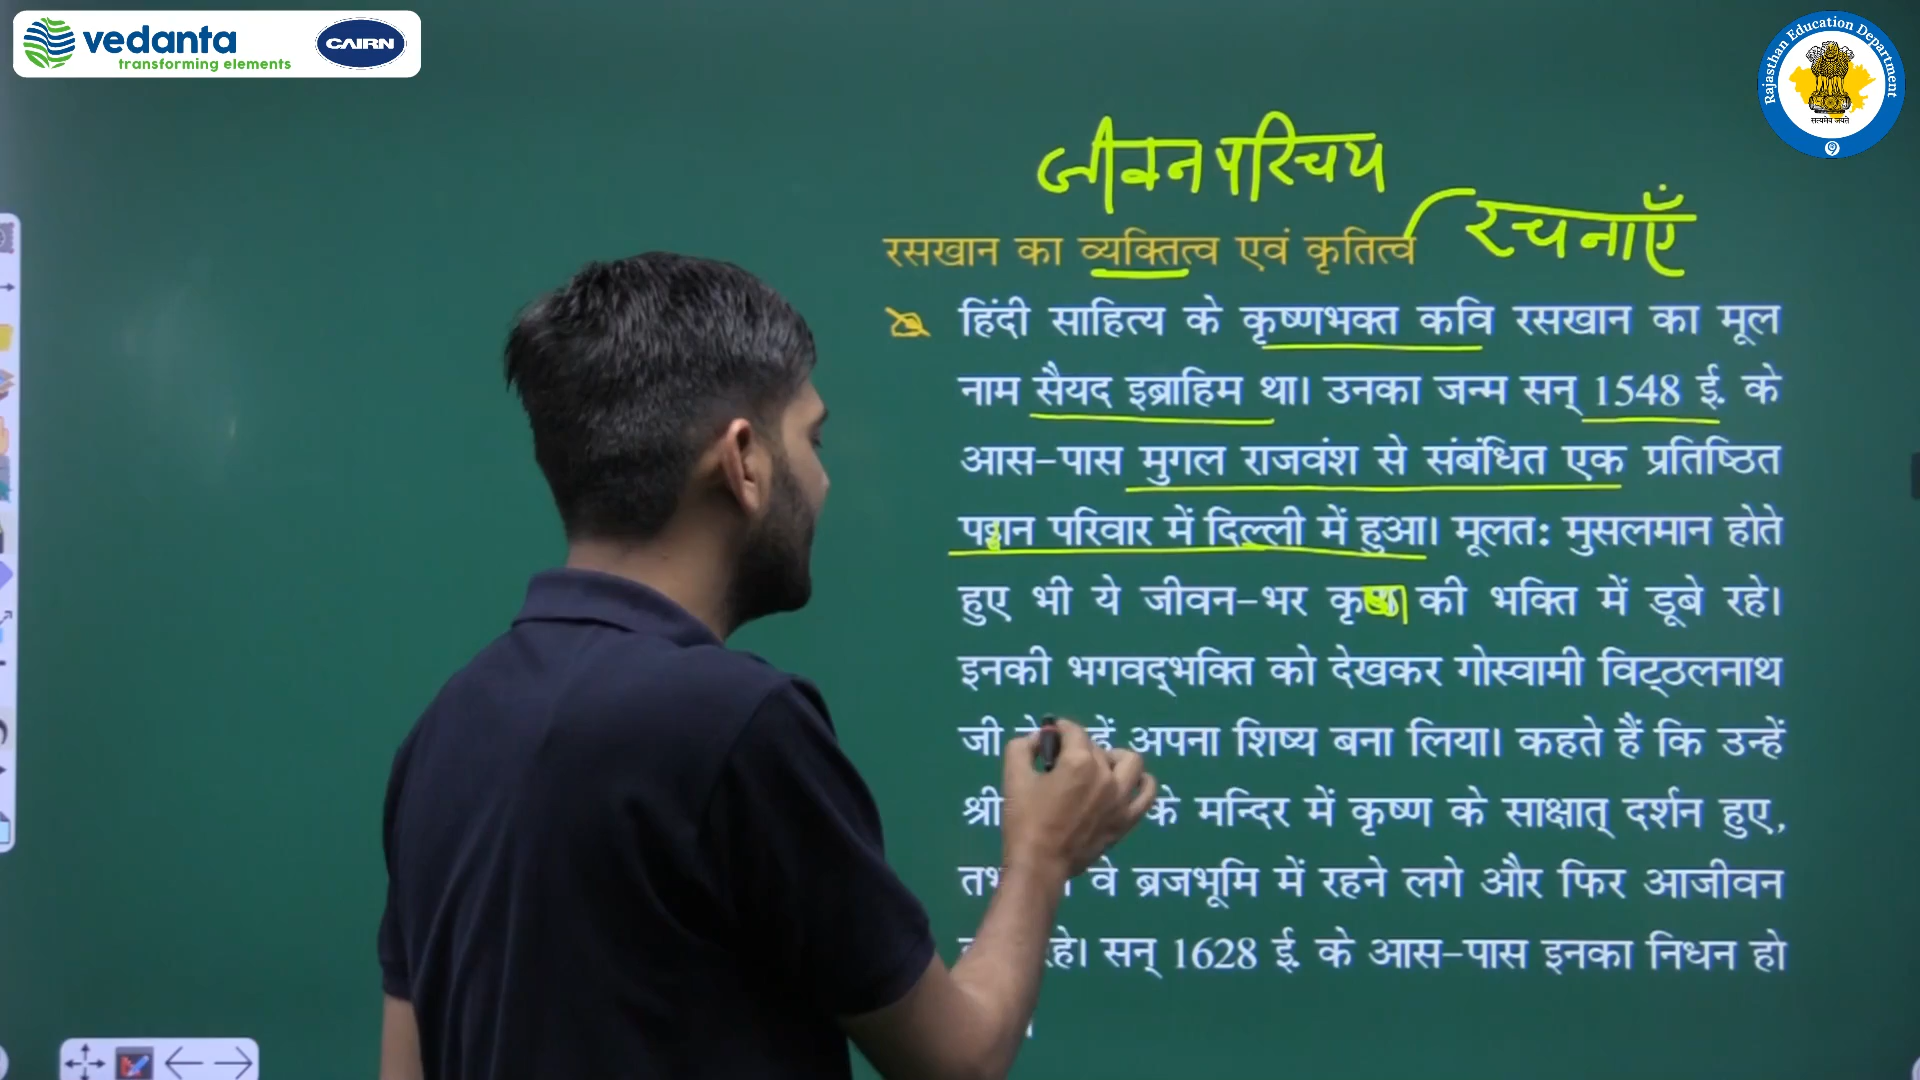 vedanta
transforming elements
CAIRN
Rajasthan Education Department
सत्यमेव जयते
जीवन परिचय
रचनाएँ
रसखान का व्यक्तित्व एवं कृतित्व
हिंदी साहित्य के कृष्णभक्त कवि रसखान का मूल
नाम सैयद इब्राहिम था। उनका जन्म सन् 1548 ई. के
आस-पास मुगल राजवंश से संबंधित एक प्रतिष्ठित
परिवार में दिल्ली में हुआ। मूलत: मुसलमान होते
हुए भी ये जीवन-भर की भक्ति में डूबे रहे।
इनकी भगवद्भक्ति को देखकर गोस्वामी विट्ठलनाथ
जी अपना शिष्य बना लिया। कहते हैं कि उन्हें
श्री के मन्दिर में कृष्ण के साक्षात् दर्शन हुए,
वे ब्रजभूमि में रहने लगे और फिर आजीवन
सन् 1628 ई. के आस-पास इनका निधन हो